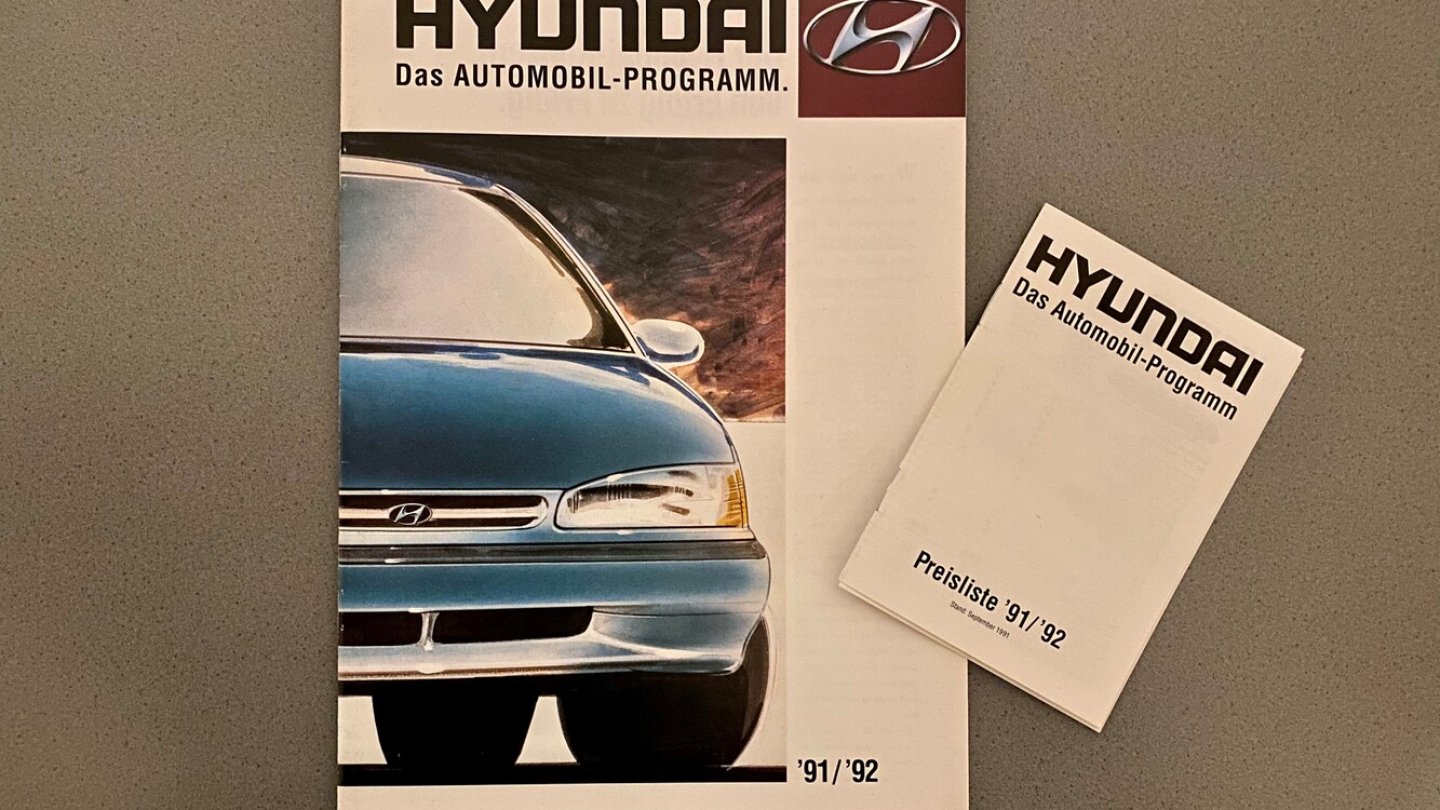 HYUNDAI
Das AUTOMOBIL-PROGRAMM.
'91/'92
HYUNDAI
Das Automobil-Programm
Preisliste '91/'92
Stand: September 1991